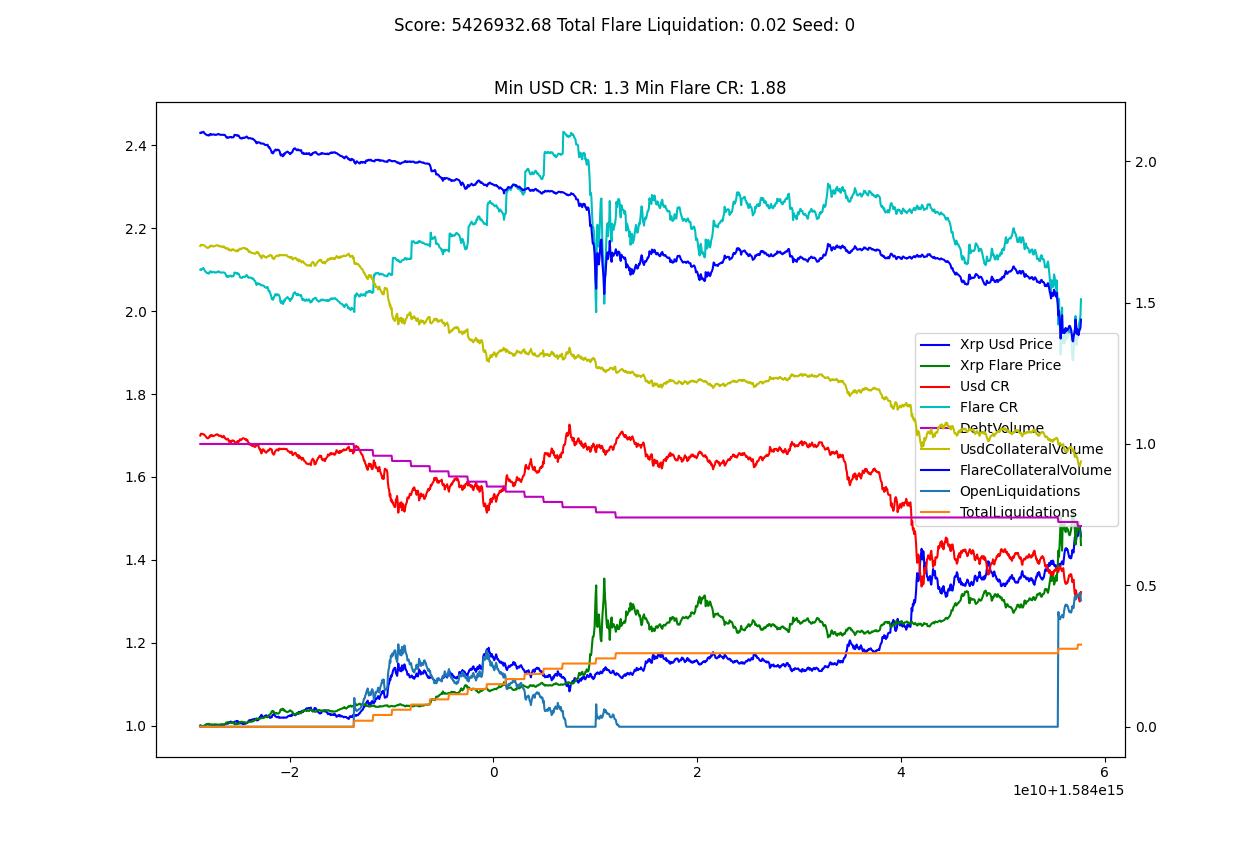 Score: 5426932.68 Total Flare Liquidation: 0.02 Seed: 0
Min USD CR: 1.3 Min Flare CR: 1.88
2.4
2.2
2.0
1.8
1.6
1.4
1.2
1.0
2.0
1.5
1.0
0.5
0.0
Xrp Usd Price
Xrp Flare Price
Usd CR
Flare CR
DebtVolume
UsdCollateralVolume
FlareCollateralVolume
OpenLiquidations
TotalLiquidations
−2 0 2 4 6
1e10+1.584e15